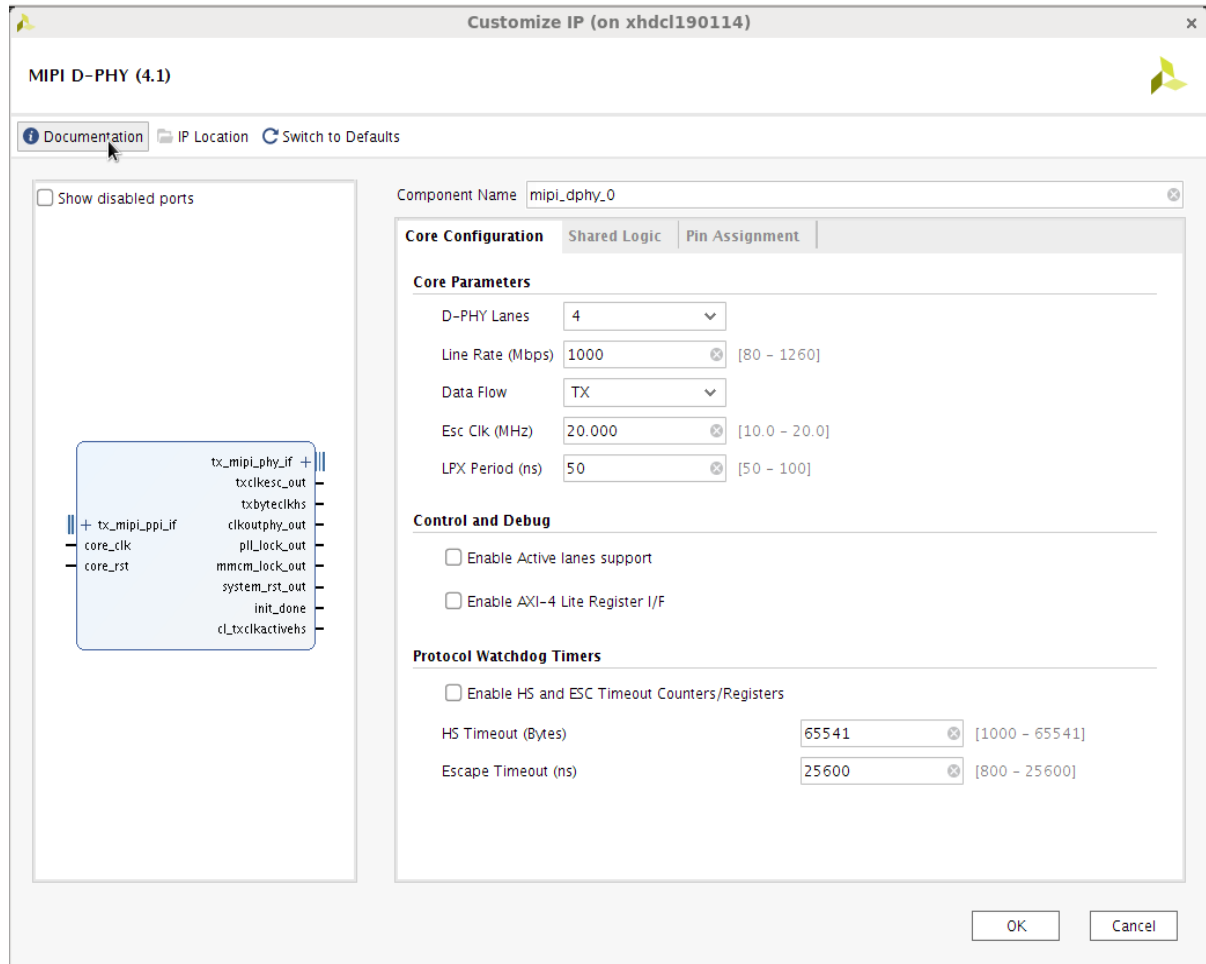 Customize IP (on xhdcl190114)
MIPI D-PHY (4.1)
Documentation IP Location Switch to Defaults
Show disabled ports
tx_mipi_phy_if
txclkesc_out
txbyteclkhs
tx_mipi_ppi_if clkoutphy_out
core_clk pll_lock_out
core_rst mmcm_lock_out
system_rst_out
init_done
cl_txclkactivehs
Component Name mipi_dphy_0
Core Configuration Shared Logic Pin Assignment
Core Parameters
D-PHY Lanes 4
Line Rate (Mbps) 1000 [80 - 1260]
Data Flow TX
Esc Clk (MHz) 20.000 [10.0 - 20.0]
LPX Period (ns) 50 [50 - 100]
Control and Debug
Enable Active lanes support
Enable AXI-4 Lite Register I/F
Protocol Watchdog Timers
Enable HS and ESC Timeout Counters/Registers
HS Timeout (Bytes) 65541 [1000 - 65541]
Escape Timeout (ns) 25600 [800 - 25600]
OK Cancel